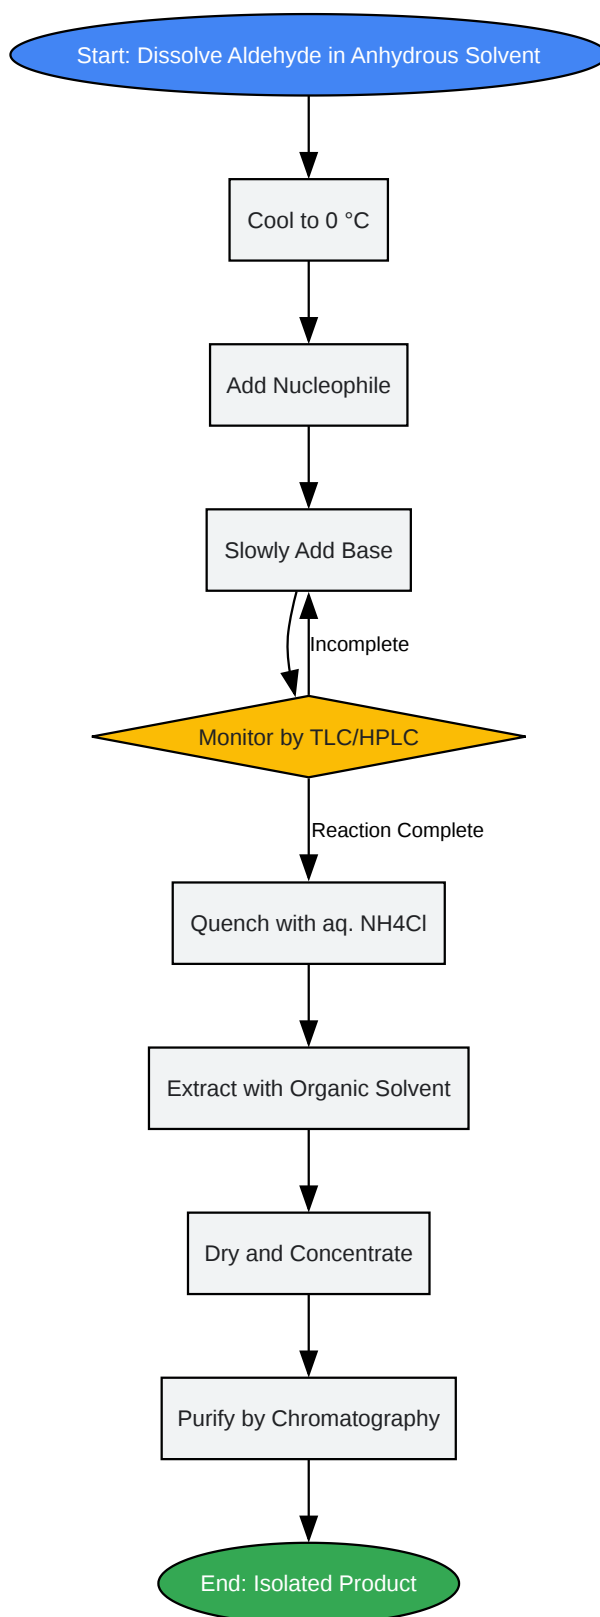 Start: Dissolve Aldehyde in Anhydrous Solvent
Cool to 0 °C
Add Nucleophile
Slowly Add Base
Incomplete
Monitor by TLC/HPLC
Reaction Complete
Quench with aq. NH4Cl
Extract with Organic Solvent
Dry and Concentrate
Purify by Chromatography
End: Isolated Product